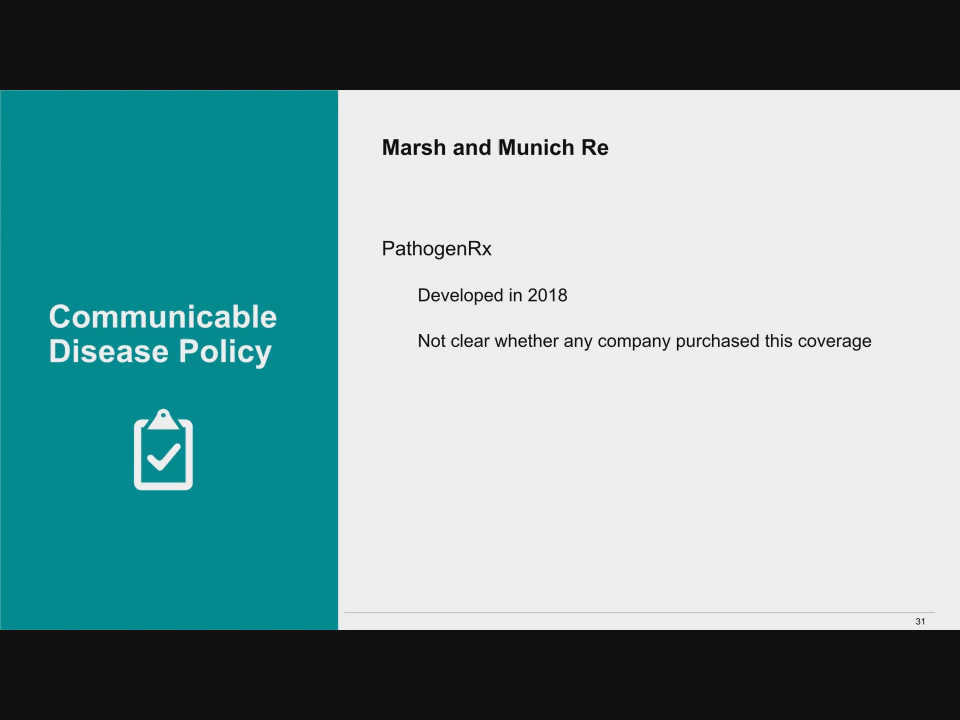 Communicable
Disease Policy
Marsh and Munich Re
PathogenRx
Developed in 2018
Not clear whether any company purchased this coverage
31